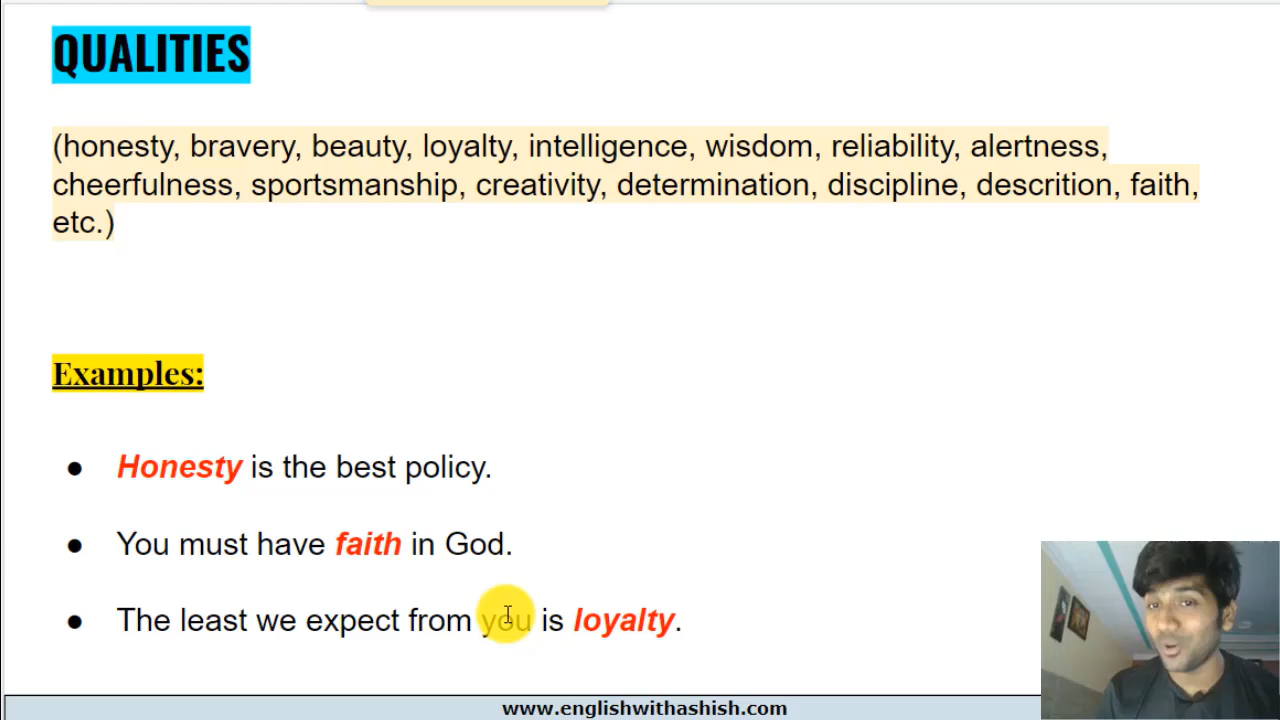 QUALITIES
(honesty, bravery, beauty, loyalty, intelligence, wisdom, reliability, alertness,
cheerfulness, sportsmanship, creativity, determination, discipline, descrition, faith,
etc.)
Examples:
● Honesty is the best policy.
● You must have faith in God.
● The least we expect from you is loyalty.
www.englishwithashish.com